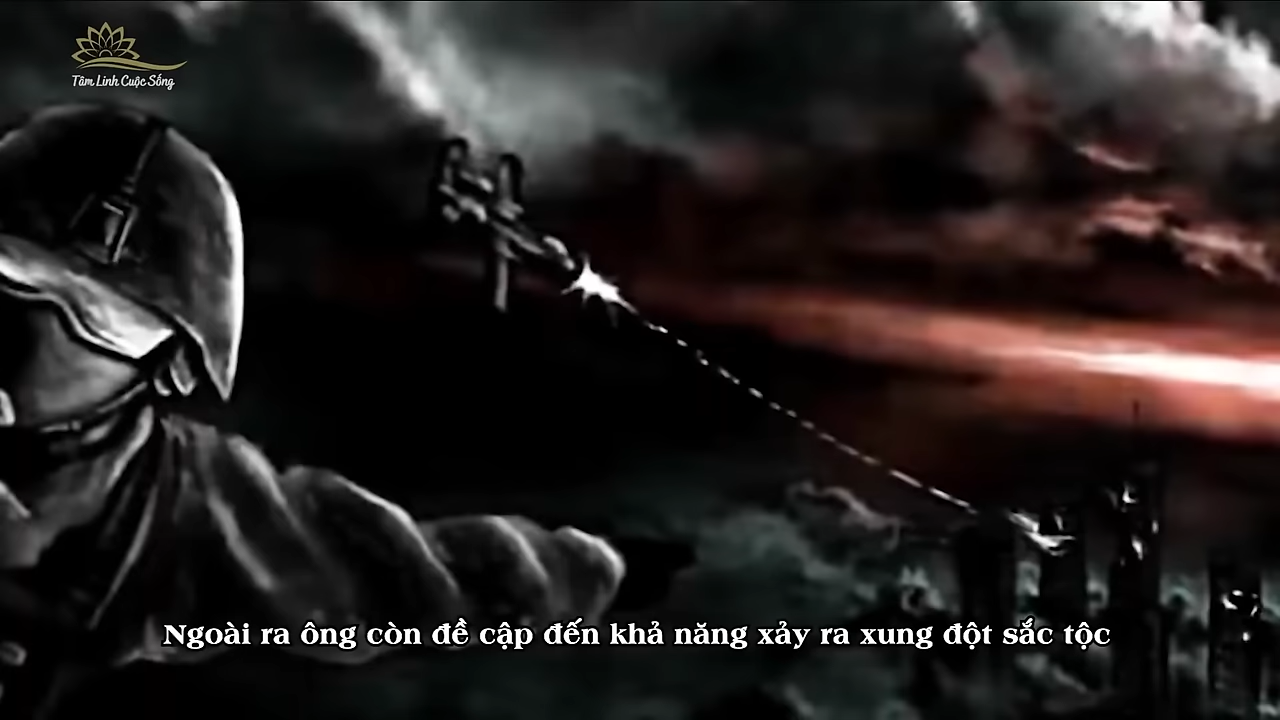 Tâm Linh Cuộc Sống
Ngoài ra ông còn đề cập đến khả năng xảy ra xung đột sắc tộc